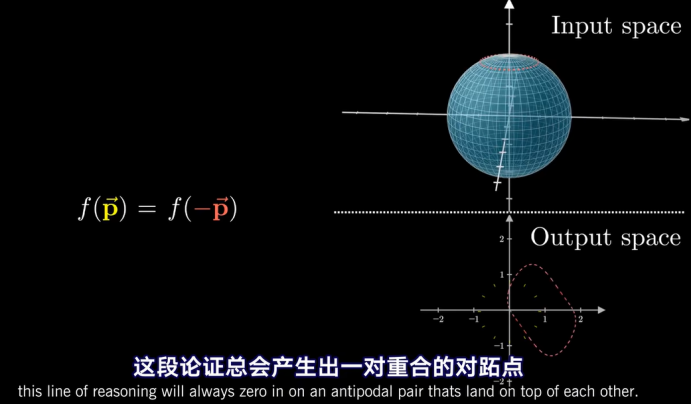 Input space
f(p⃗) = f(−p⃗)
Output space
2
1
−2 −1 1 2
−1
−2
这段论证总会产生出一对重合的对跖点
this line of reasoning will always zero in on an antipodal pair thats land on top of each other.